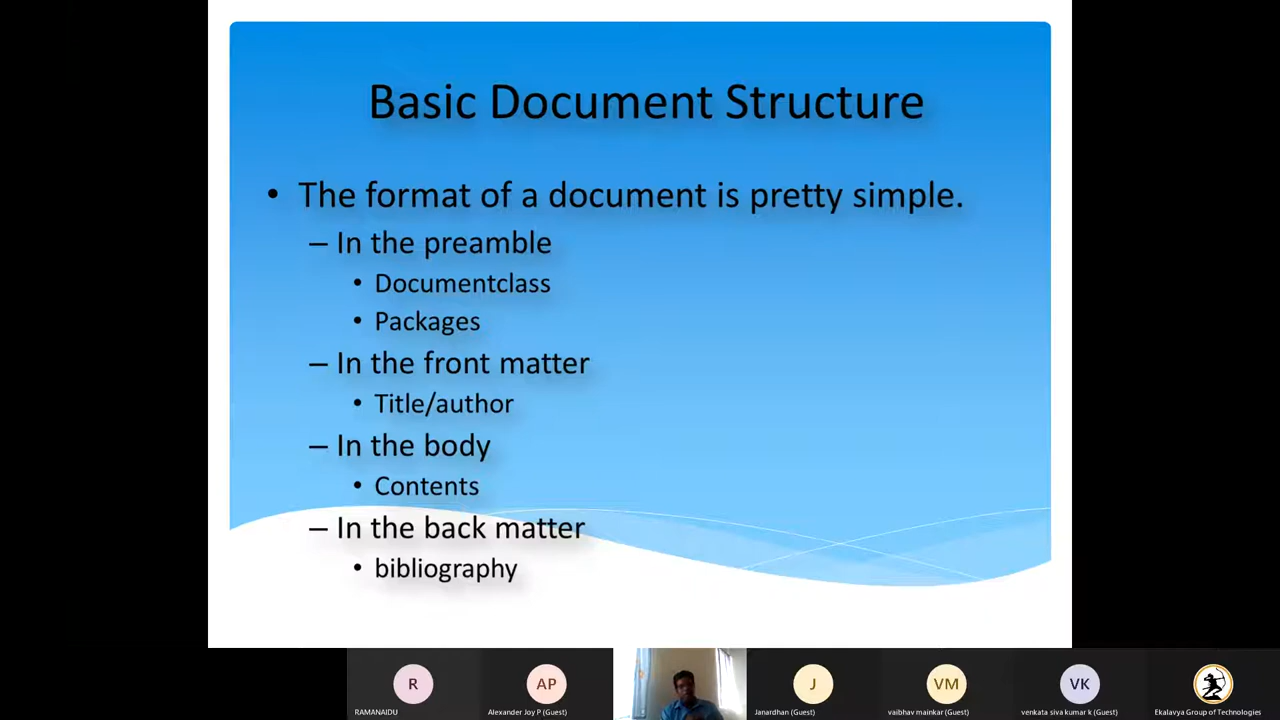 Basic Document Structure
• The format of a document is pretty simple.
– In the preamble
• Documentclass
• Packages
– In the front matter
• Title/author
– In the body
• Contents
– In the back matter
• bibliography
R
AP
J
VM
VK
RAMANAIDU
Alexander Joy P (Guest)
Janardhan (Guest)
vaibhav mainkar (Guest)
venkata siva kumar k (Guest)
Ekalavya Group of Technologies